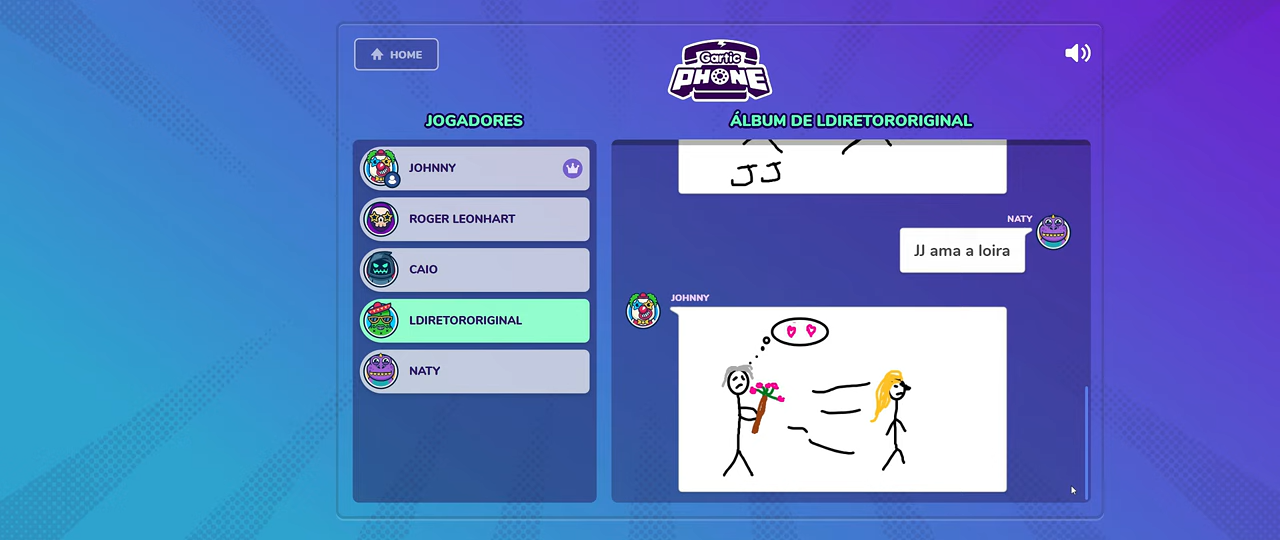 HOME
Gartic
PHONE
JOGADORES
ÁLBUM DE LDIRETORORIGINAL
JOHNNY
ROGER LEONHART
CAIO
LDIRETORORIGINAL
NATY
JJ
NATY
JJ ama a loira
JOHNNY